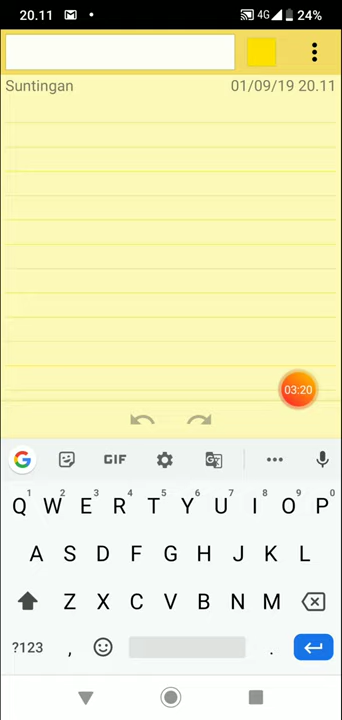 20.11 4G 24%
Suntingan 01/09/19 20.11
03:20
G GIF
1 2 3 4 5 6 7 8 9 0
Q W E R T Y U I O P
A S D F G H J K L
Z X C V B N M
?123 , .